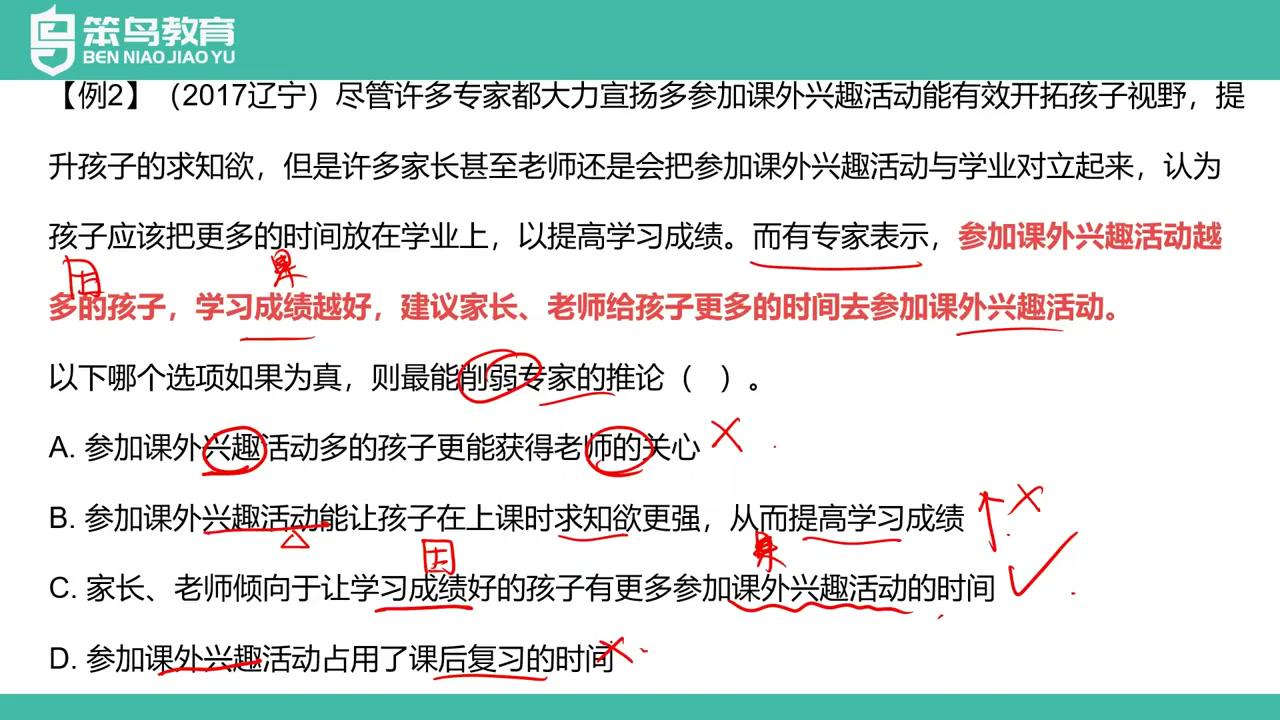 笨鸟教育
BEN NIAO JIAO YU
【例2】（2017辽宁）尽管许多专家都大力宣扬多参加课外兴趣活动能有效开拓孩子视野，提
升孩子的求知欲，但是许多家长甚至老师还是会把参加课外兴趣活动与学业对立起来，认为
孩子应该把更多的时间放在学业上，以提高学习成绩。而有专家表示，参加课外兴趣活动越
因 果
多的孩子，学习成绩越好，建议家长、老师给孩子更多的时间去参加课外兴趣活动。
以下哪个选项如果为真，则最能削弱专家的推论（ ）。
A. 参加课外兴趣活动多的孩子更能获得老师的关心
B. 参加课外兴趣活动能让孩子在上课时求知欲更强，从而提高学习成绩
因 果
C. 家长、老师倾向于让学习成绩好的孩子有更多参加课外兴趣活动的时间
D. 参加课外兴趣活动占用了课后复习的时间